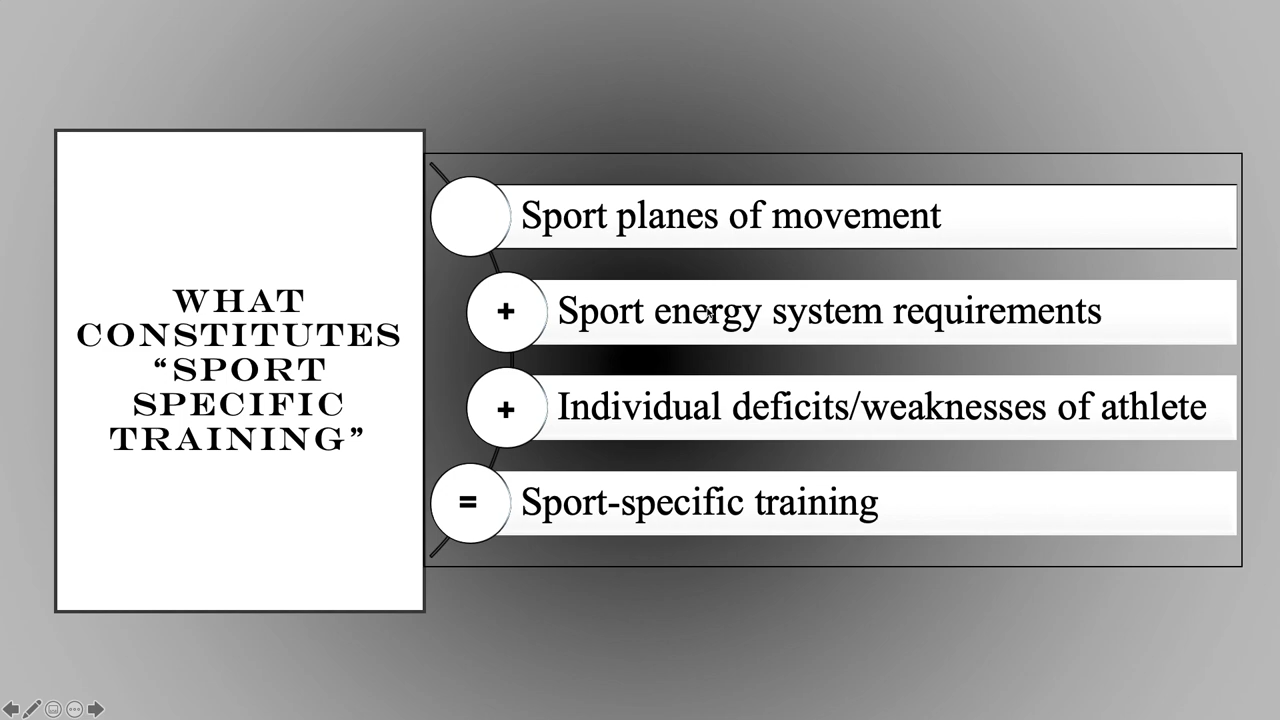 WHAT
CONSTITUTES
“SPORT
SPECIFIC
TRAINING”
Sport planes of movement
+ Sport energy system requirements
+ Individual deficits/weaknesses of athlete
= Sport-specific training